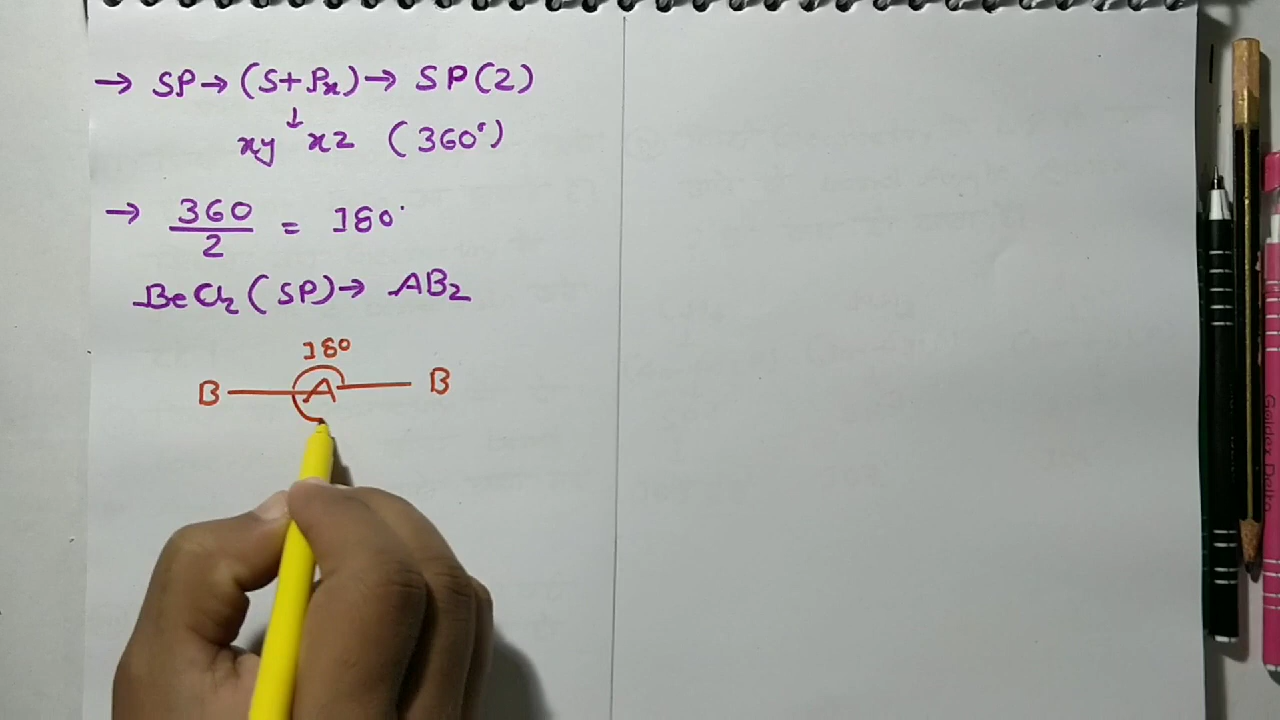 → SP → (S+Px) → SP(2)
↓
xy xz (360°)
→ 360/2 = 180°
BeCl2 (SP) → AB2
180
B A B